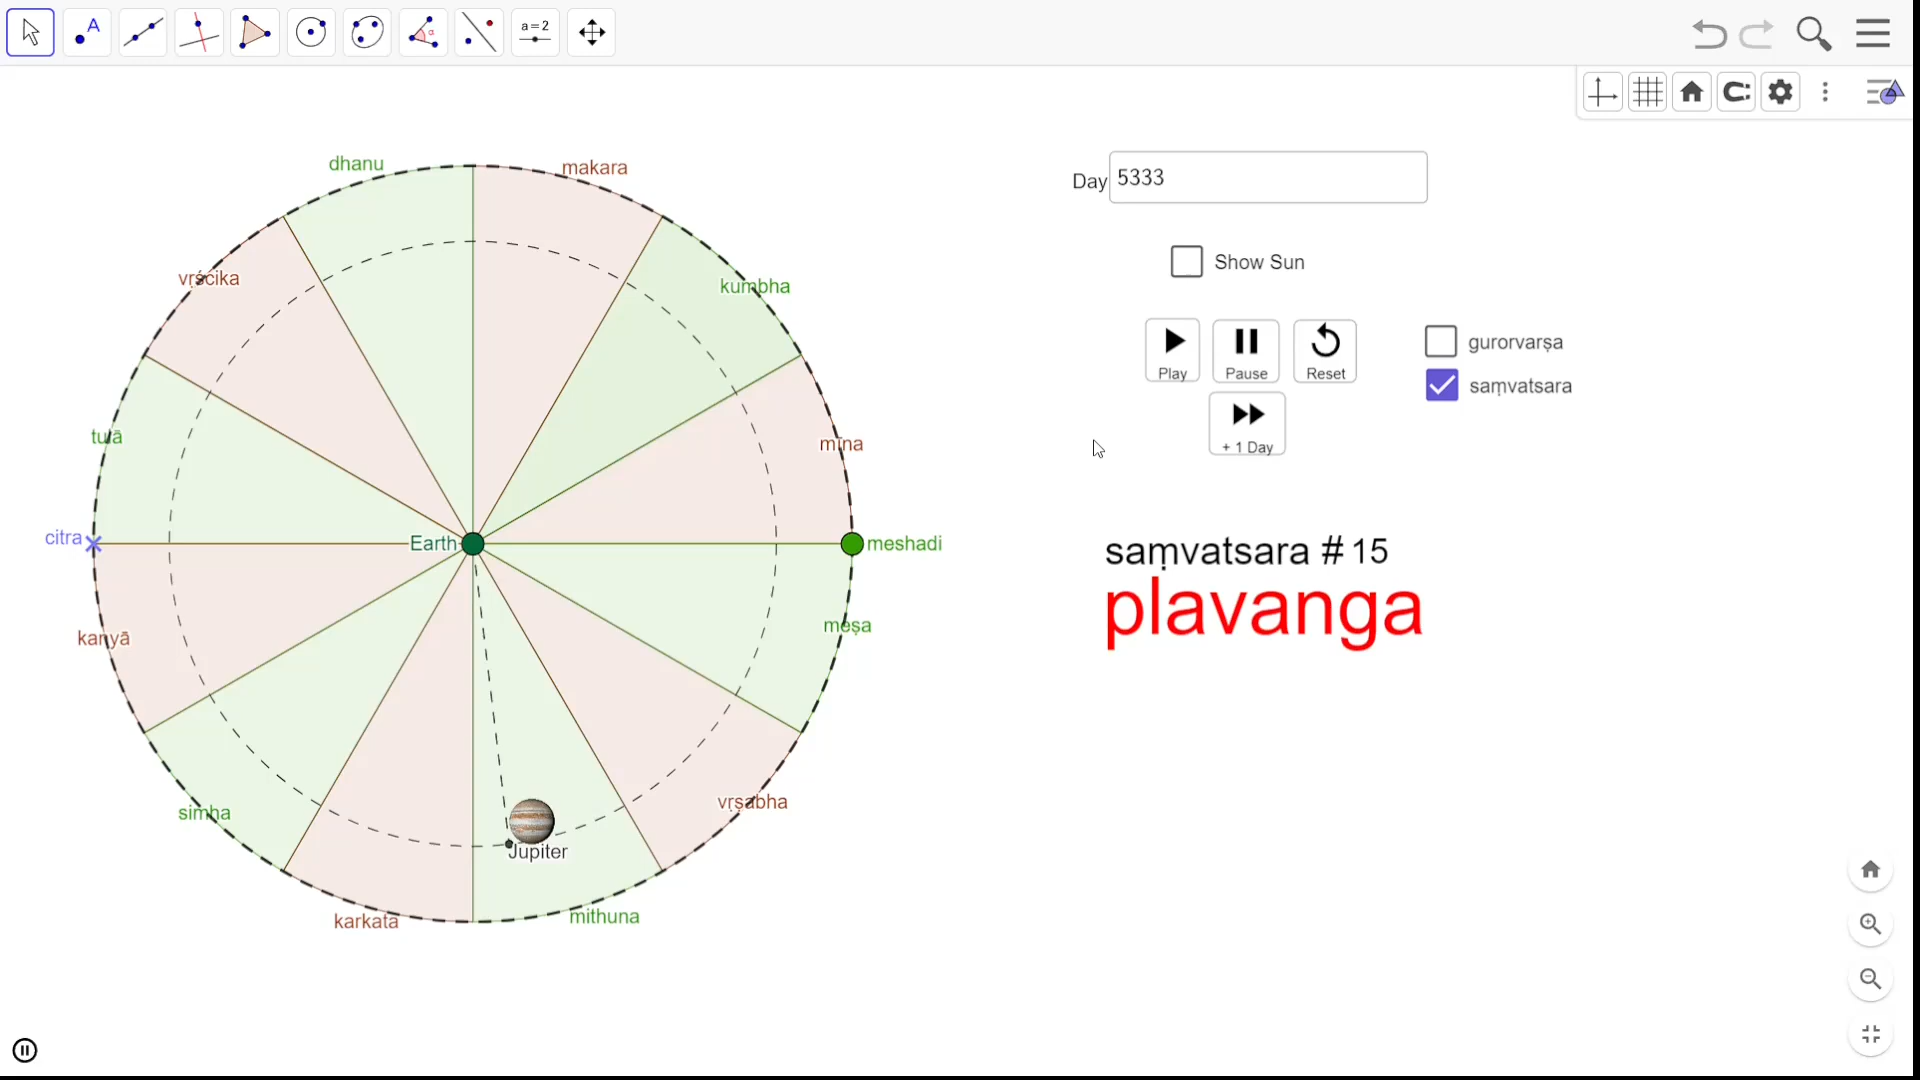 A
α
a=2
Day 5333
Show Sun
Play
Pause
Reset
+ 1 Day
gurorvarṣa
saṃvatsara
dhanu
makara
vṛścika
kumbha
tulā
mīna
citra
Earth
meshadi
kanyā
meṣa
simha
vṛṣabha
Jupiter
karkata
mithuna
saṃvatsara # 15
plavanga